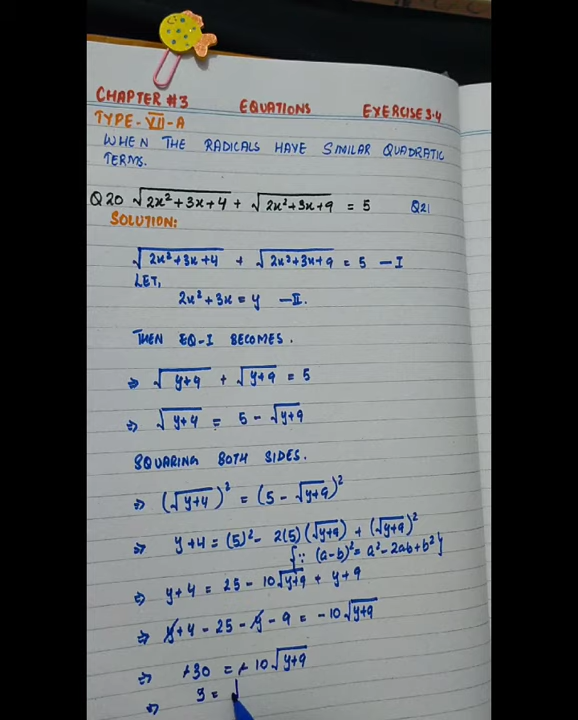 CHAPTER #3 EQUATIONS EXERCISE 3.4
TYPE-VII-A
WHEN THE RADICALS HAVE SIMILAR QUADRATIC
TERMS.
Q20 √(2x²+3x+4) + √(2x²+3x+9) = 5 Q21
SOLUTION:
√(2x²+3x+4) + √(2x²+3x+9) = 5 —I
LET,
2x²+3x = y —II.
THEN EQ-I BECOMES.
⇒ √(y+4) + √(y+9) = 5
⇒ √(y+4) = 5 - √(y+9)
SQUARING BOTH SIDES.
⇒ (√(y+4))² = (5 - √(y+9))²
⇒ y+4 = (5)² - 2(5)(√(y+9)) + (√(y+9))²
{∵ (a-b)² = a² - 2ab + b²}
⇒ y+4 = 25 - 10√(y+9) + y+9
⇒ y+4 - 25 - y - 9 = -10√(y+9)
⇒ -30 = -10√(y+9)
⇒ 3 =